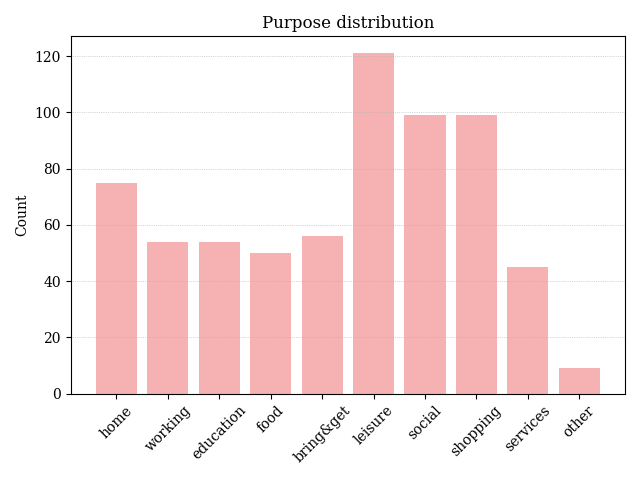 Purpose distribution
Count
120
100
80
60
40
20
0
home
working
education
food
bring&get
leisure
social
shopping
services
other